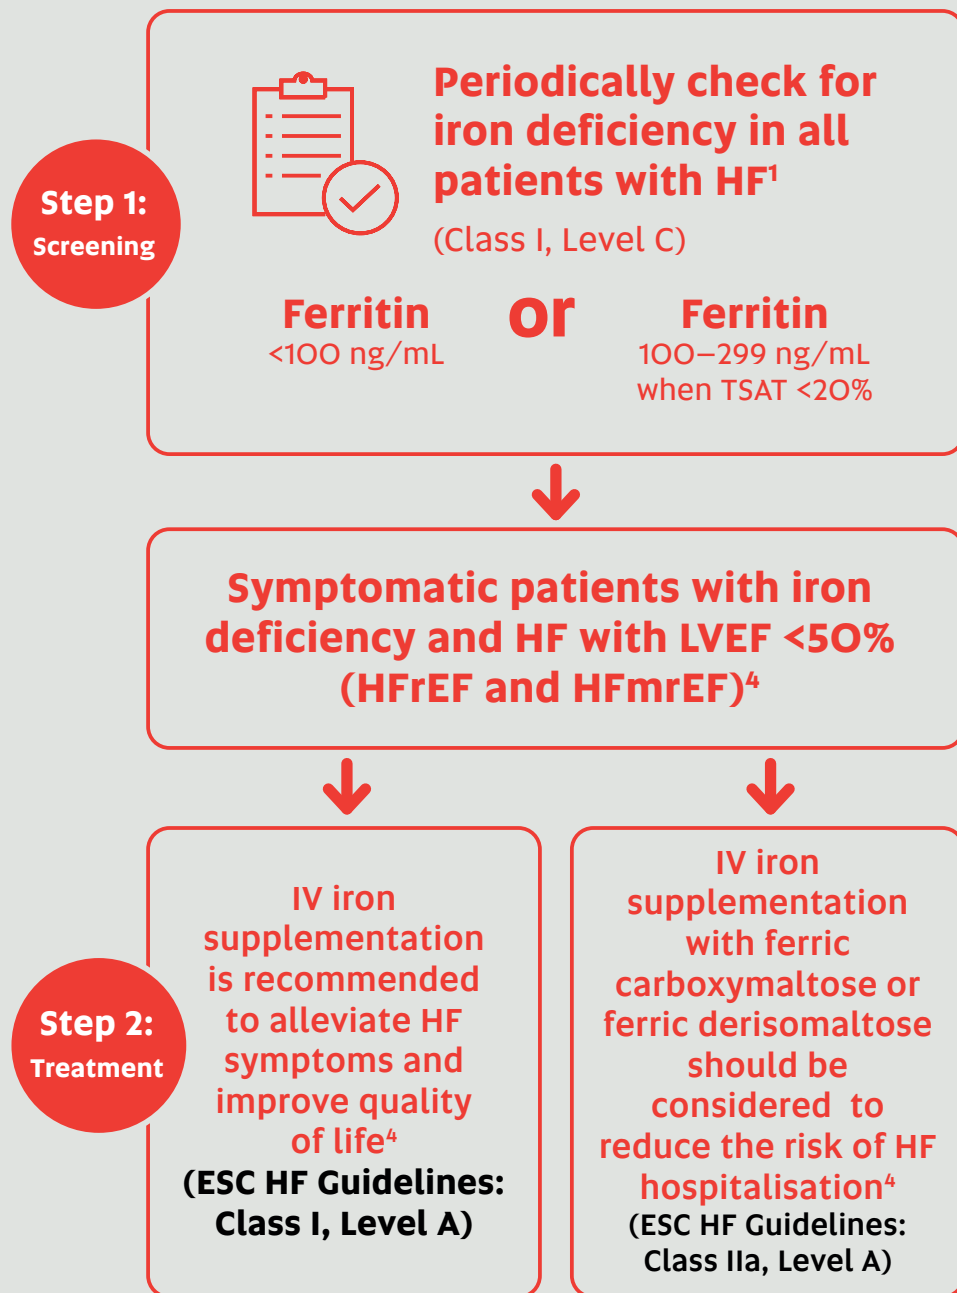 Step 1:
Screening
Periodically check for
iron deficiency in all
patients with HF¹
(Class I, Level C)
Ferritin
<100 ng/mL
or
Ferritin
100–299 ng/mL
when TSAT <20%
Symptomatic patients with iron
deficiency and HF with LVEF <50%
(HFrEF and HFmrEF)⁴
Step 2:
Treatment
IV iron
supplementation
is recommended
to alleviate HF
symptoms and
improve quality
of life⁴
(ESC HF Guidelines:
Class I, Level A)
IV iron
supplementation
with ferric
carboxymaltose or
ferric derisomaltose
should be
considered to
reduce the risk of HF
hospitalisation⁴
(ESC HF Guidelines:
Class IIa, Level A)